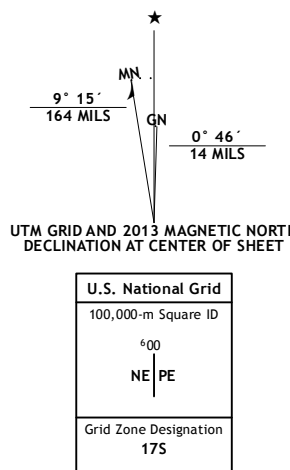 ★
MN
GN
9° 15´
164 MILS
0° 46´
14 MILS
UTM GRID AND 2013 MAGNETIC NORTH
DECLINATION AT CENTER OF SHEET
U.S. National Grid
100,000-m Square ID
⁶00
NE PE
Grid Zone Designation
17S